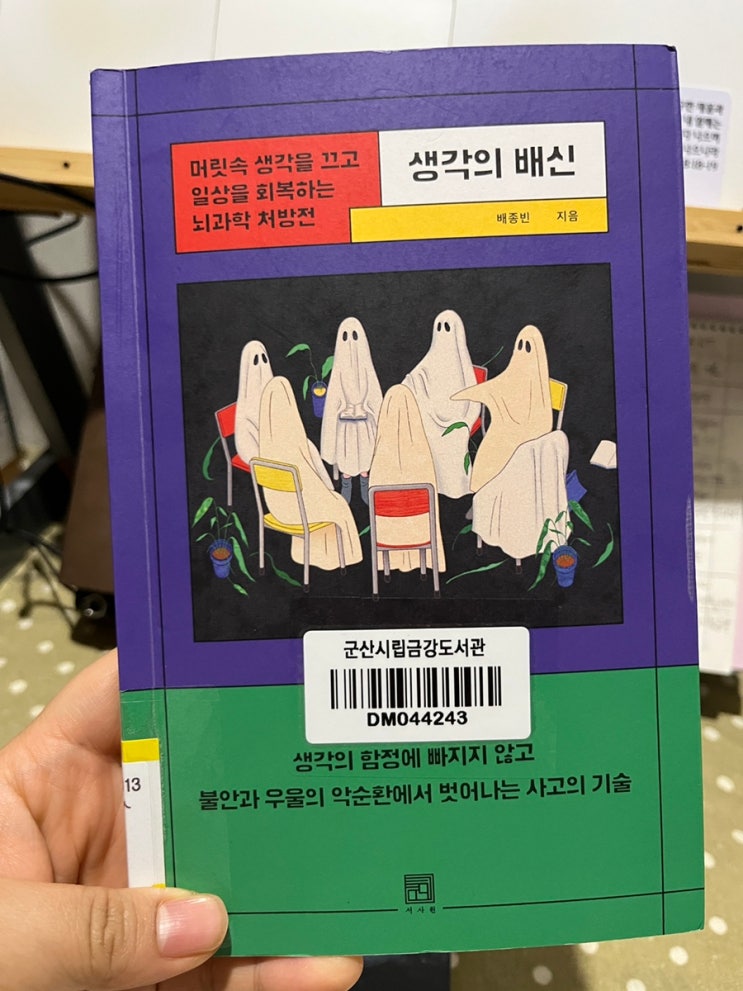 머릿속 생각을 끄고
일상을 회복하는
뇌과학 처방전
생각의 배신
배종빈 지음
군산시립금강도서관
DM044243
생각의 함정에 빠지지 않고
불안과 우울의 악순환에서 벗어나는 사고의 기술
13
서사원